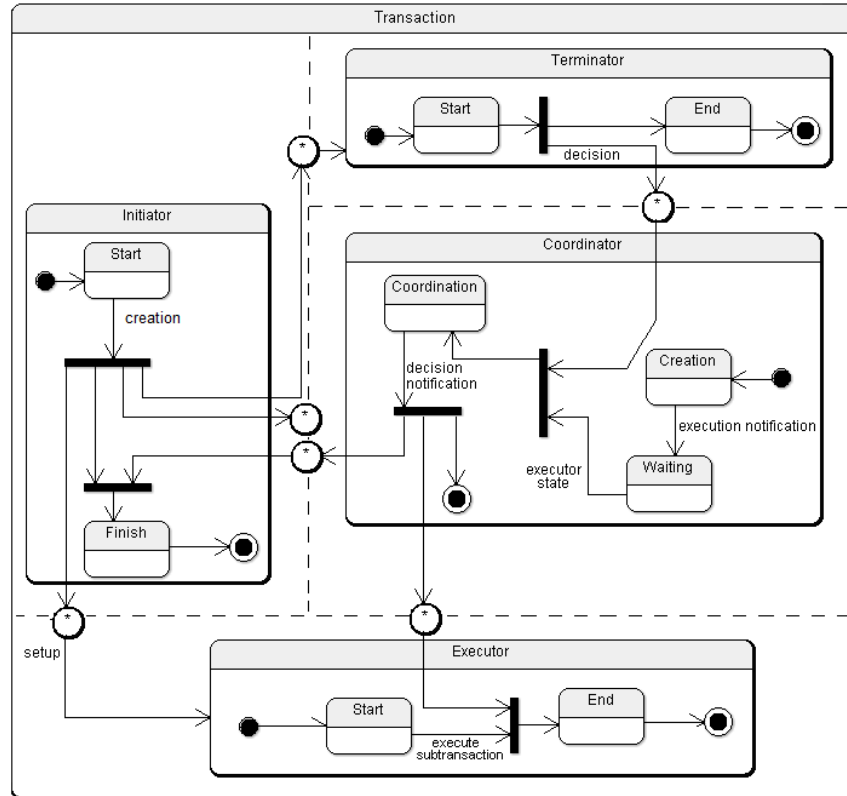 Transaction
Terminator
Start
End
decision
*
*
Initiator
Start
creation
Coordinator
Coordination
decision
notification
Creation
execution notification
Waiting
executor
state
*
*
Finish
*
*
setup
Executor
Start
End
execute
subtransaction